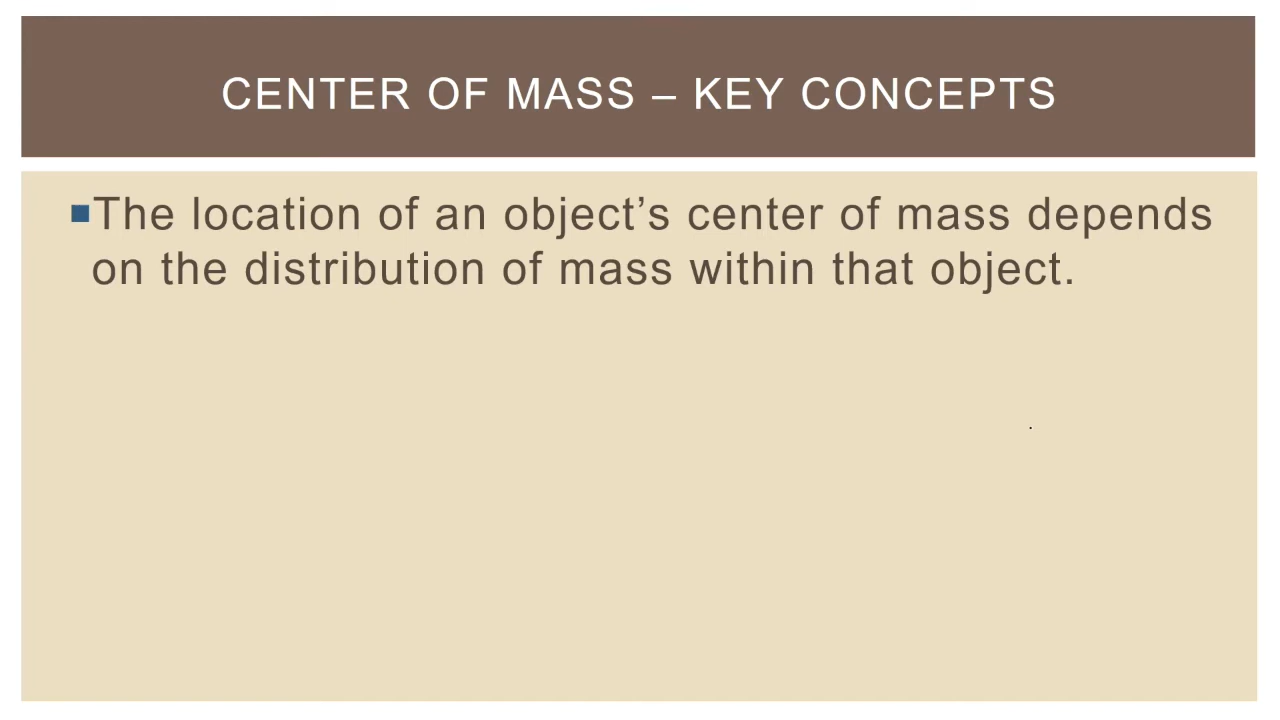 CENTER OF MASS – KEY CONCEPTS
The location of an object’s center of mass depends
on the distribution of mass within that object.